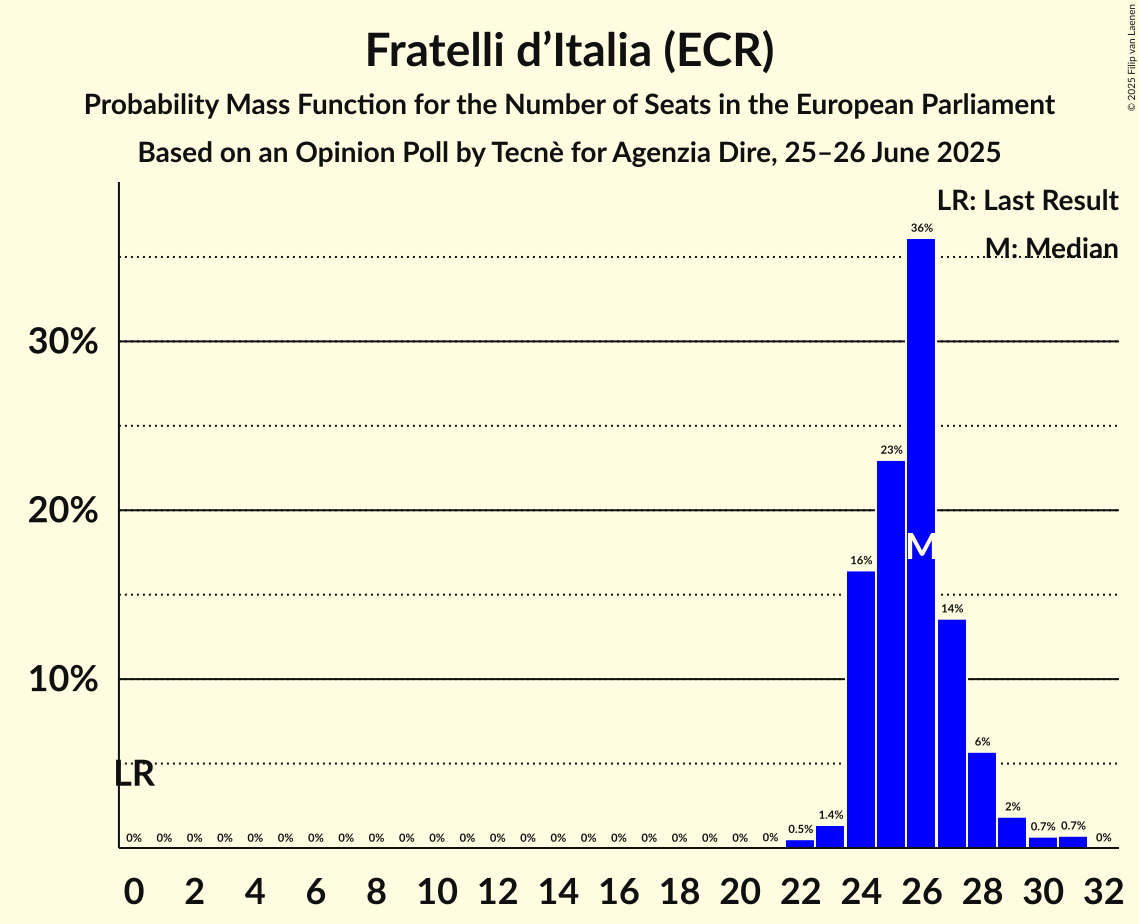 Fratelli d’Italia (ECR)
Probability Mass Function for the Number of Seats in the European Parliament
Based on an Opinion Poll by Tecnè for Agenzia Dire, 25–26 June 2025
© 2025 Filip van Laenen
LR: Last Result
M: Median
30%
20%
10%
LR
M
0% 0% 0% 0% 0% 0% 0% 0% 0% 0% 0% 0% 0% 0% 0% 0% 0% 0% 0% 0% 0% 0% 0.5% 1.4% 16% 23% 36% 14% 6% 2% 0.7% 0.7% 0%
0 2 4 6 8 10 12 14 16 18 20 22 24 26 28 30 32